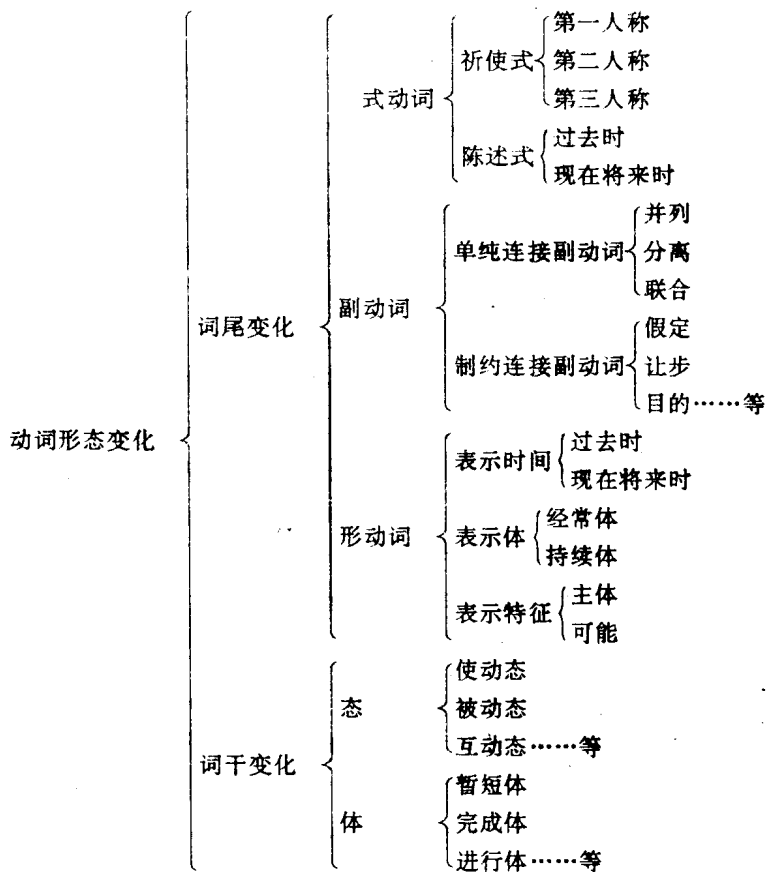 第一人称
祈使式 第二人称
式动词 第三人称
陈述式 过去时
现在将来时
并列
单纯连接副动词 分离
联合
词尾变化 副动词 假定
制约连接副动词 让步
目的……等
动词形态变化
表示时间 过去时
现在将来时
形动词 表示体 经常体
持续体
表示特征 主体
可能
使动态
态 被动态
互动态……等
词干变化
暂短体
体 完成体
进行体……等